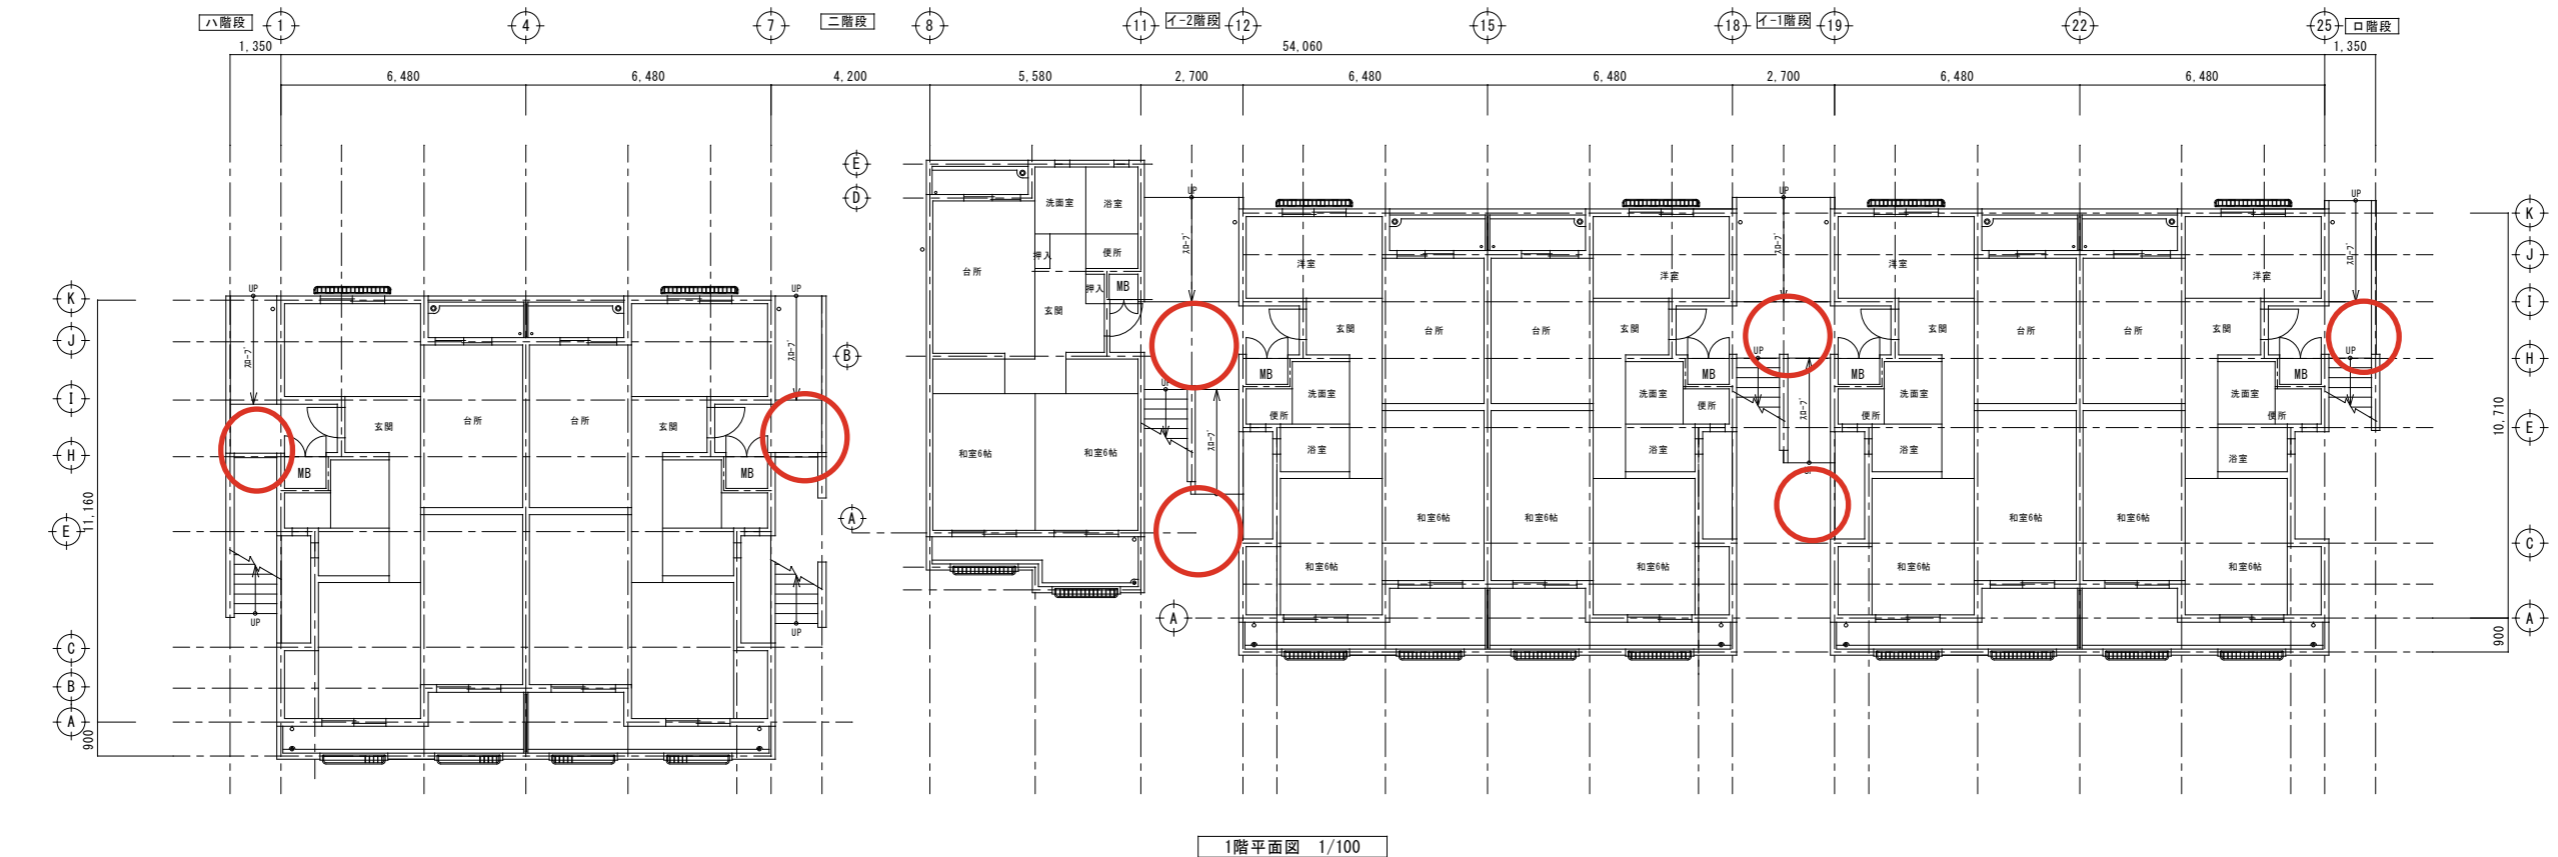 ハ階段 1 4 7 二階段 8 11 イ-2階段 12 15 18 イ-1階段 19 22 25 ロ階段
1,350 54,060 1,350
6,480 6,480 4,200 5,580 2,700 6,480 6,480 2,700 6,480 6,480
E
D
B
A
A
K
J
I
H
E
C
B
A
11,160
900
K
J
I
H
E
C
A
10,710
900
UP スロープ UP スロープ
玄関 台所 台所 玄関
MB MB
UP UP
洗面室 浴室
押入 便所
台所
押入 MB
玄関
和室6帖 和室6帖
UP スロープ
UP スロープ
洋室 洋室
玄関 台所 台所 玄関
MB MB
洗面室 洗面室
便所 便所
浴室 浴室
和室6帖 和室6帖
和室6帖 和室6帖
UP スロープ
UP スロープ
洋室 洋室
玄関 台所 台所 玄関
MB MB
洗面室 洗面室
便所 便所
浴室 浴室
和室6帖 和室6帖
和室6帖 和室6帖
UP スロープ
UP
1階平面図 1/100